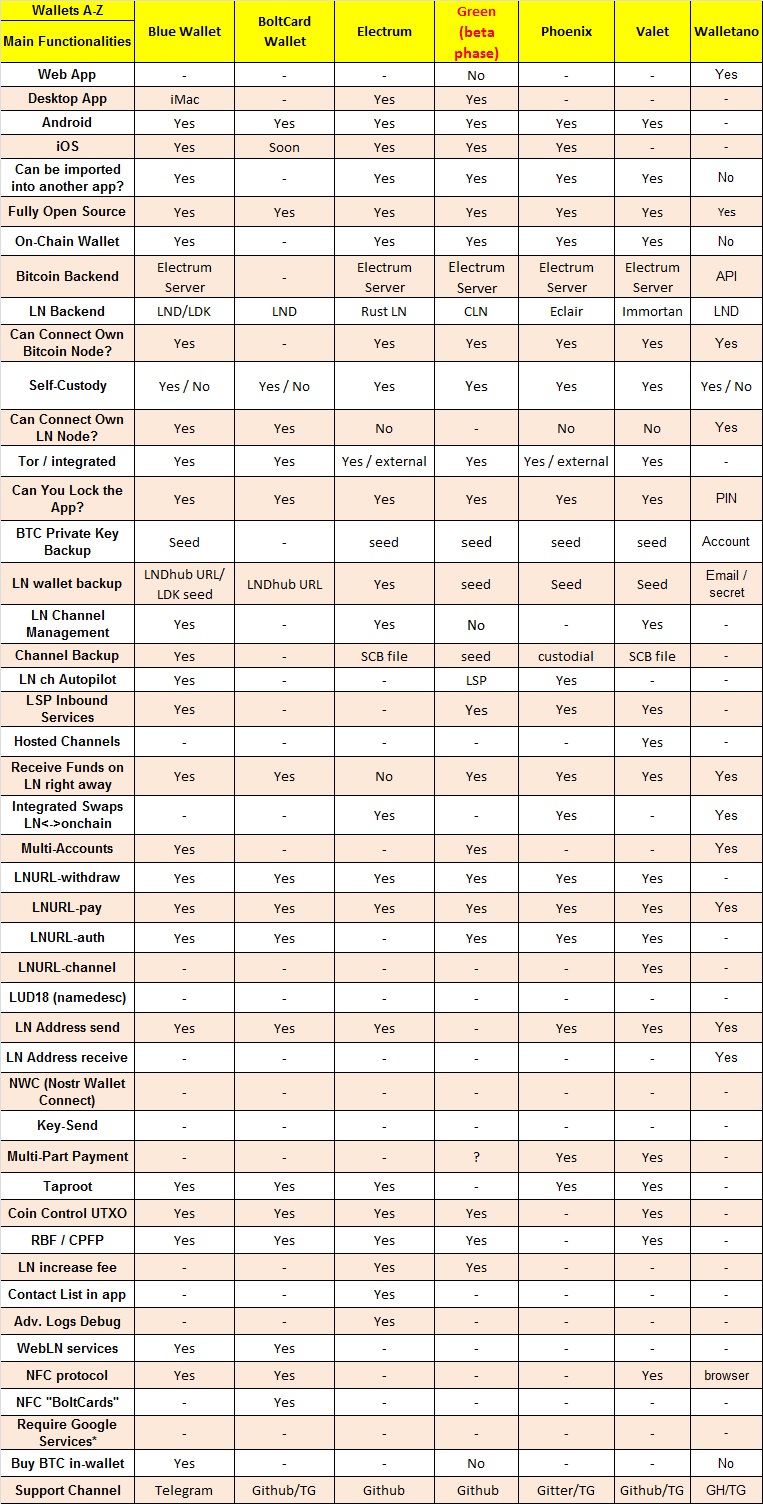 Wallets A-Z
Main Functionalities Blue Wallet BoltCard Wallet Electrum Green (beta phase) Phoenix Valet Walletano
Web App - - - No - - Yes
Desktop App iMac - Yes Yes - - -
Android Yes Yes Yes Yes Yes Yes -
iOS Yes Soon Yes Yes Yes - -
Can be imported into another app? Yes - Yes Yes Yes Yes No
Fully Open Source Yes Yes Yes Yes Yes Yes Yes
On-Chain Wallet Yes - Yes Yes Yes Yes No
Bitcoin Backend Electrum Server - Electrum Server Electrum Server Electrum Server Electrum Server API
LN Backend LND/LDK LND Rust LN CLN Eclair Immortan LND
Can Connect Own Bitcoin Node? Yes - Yes Yes Yes Yes Yes
Self-Custody Yes / No Yes / No Yes Yes Yes Yes Yes / No
Can Connect Own LN Node? Yes Yes No - No No Yes
Tor / integrated Yes Yes Yes / external Yes Yes / external Yes -
Can You Lock the App? Yes Yes Yes Yes Yes Yes PIN
BTC Private Key Backup Seed - seed seed seed seed Account
LN wallet backup LNDhub URL/ LDK seed LNDhub URL Yes seed Seed Seed Email / secret
LN Channel Management Yes - Yes No - Yes -
Channel Backup Yes - SCB file seed custodial SCB file -
LN ch Autopilot Yes - - LSP Yes - -
LSP Inbound Services Yes - - Yes Yes Yes -
Hosted Channels - - - - - Yes -
Receive Funds on LN right away Yes Yes No Yes Yes Yes Yes
Integrated Swaps LN<->onchain - - Yes - Yes - Yes
Multi-Accounts Yes - - Yes - - Yes
LNURL-withdraw Yes Yes Yes Yes Yes Yes -
LNURL-pay Yes Yes Yes Yes Yes Yes Yes
LNURL-auth Yes Yes - Yes Yes Yes -
LNURL-channel - - - - - Yes -
LUD18 (namedesc) - - - - - - -
LN Address send Yes Yes Yes - Yes Yes Yes
LN Address receive - - - - - - Yes
NWC (Nostr Wallet Connect) - - - - - - -
Key-Send - - - - - - -
Multi-Part Payment - - - ? Yes Yes -
Taproot Yes Yes Yes - Yes Yes -
Coin Control UTXO Yes Yes Yes Yes - Yes -
RBF / CPFP Yes Yes Yes Yes - Yes -
LN increase fee - - Yes Yes - - -
Contact List in app - - Yes - - - -
Adv. Logs Debug - - Yes - - - -
WebLN services Yes Yes - - - - -
NFC protocol Yes Yes - - - Yes browser
NFC "BoltCards" - Yes - - - - -
Require Google Services* - - - - - - -
Buy BTC in-wallet Yes - - No - - No
Support Channel Telegram Github/TG Github Github Gitter/TG Github/TG GH/TG